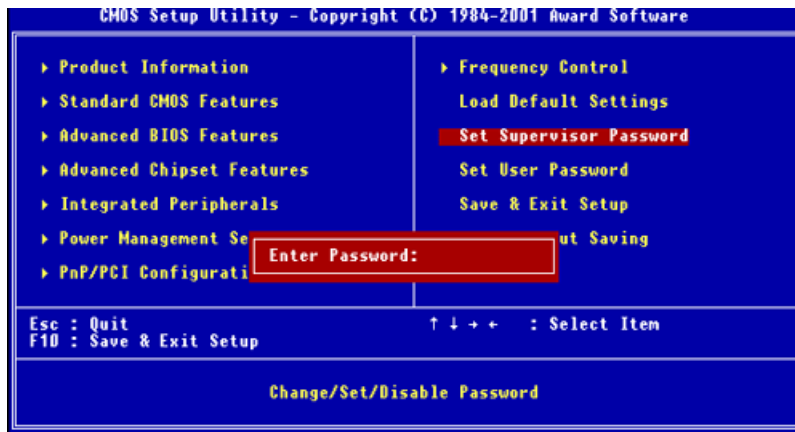 CMOS Setup Utility - Copyright (C) 1984-2001 Award Software
▸ Product Information
▸ Standard CMOS Features
▸ Advanced BIOS Features
▸ Advanced Chipset Features
▸ Integrated Peripherals
▸ Power Management Se
▸ PnP/PCI Configurati
▸ Frequency Control
Load Default Settings
Set Supervisor Password
Set User Password
Save & Exit Setup
ut Saving
Enter Password:
Esc : Quit
F10 : Save & Exit Setup
↑ ↓ → ← : Select Item
Change/Set/Disable Password